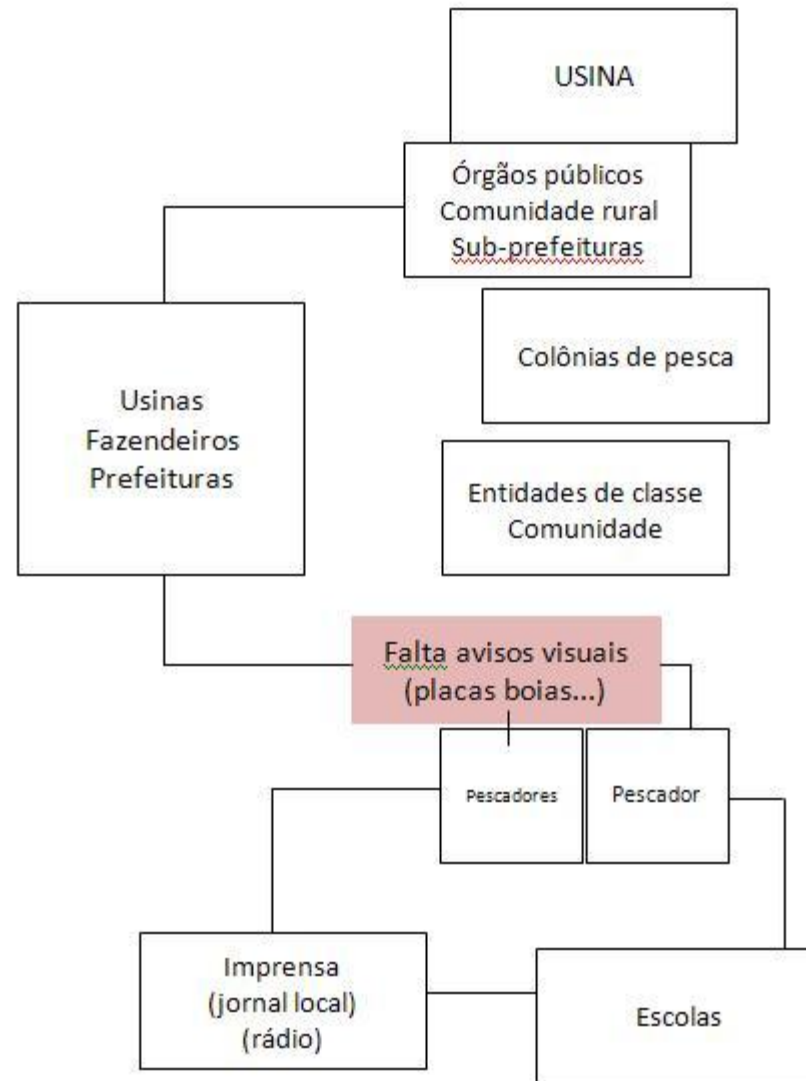 USINA
Órgãos públicos
Comunidade rural
Sub-prefeituras
Colônias de pesca
Usinas
Fazendeiros
Prefeituras
Entidades de classe
Comunidade
Falta avisos visuais
(placas boias...)
Pescadores
Pescador
Imprensa
(jornal local)
(rádio)
Escolas